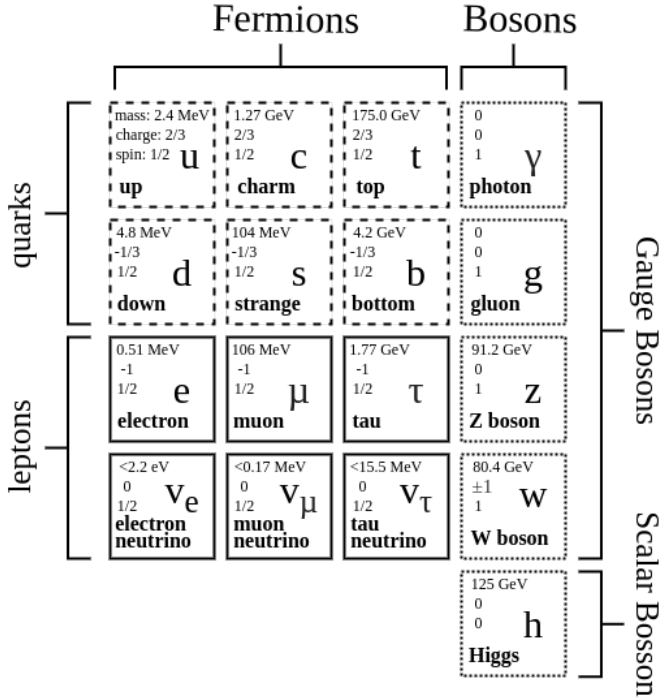 Fermions
Bosons
quarks
leptons
Gauge Bosons
Scalar Bosson
mass: 2.4 MeV
charge: 2/3
spin: 1/2
u
up
1.27 GeV
2/3
1/2
c
charm
175.0 GeV
2/3
1/2
t
top
0
0
1
γ
photon
4.8 MeV
-1/3
1/2
d
down
104 MeV
-1/3
1/2
s
strange
4.2 GeV
-1/3
1/2
b
bottom
0
0
1
g
gluon
0.51 MeV
-1
1/2
e
electron
106 MeV
-1
1/2
μ
muon
1.77 GeV
-1
1/2
τ
tau
91.2 GeV
0
1
z
Z boson
<2.2 eV
0
1/2
νe
electron
neutrino
<0.17 MeV
0
1/2
νμ
muon
neutrino
<15.5 MeV
0
1/2
ντ
tau
neutrino
80.4 GeV
±1
1
w
W boson
125 GeV
0
0
h
Higgs